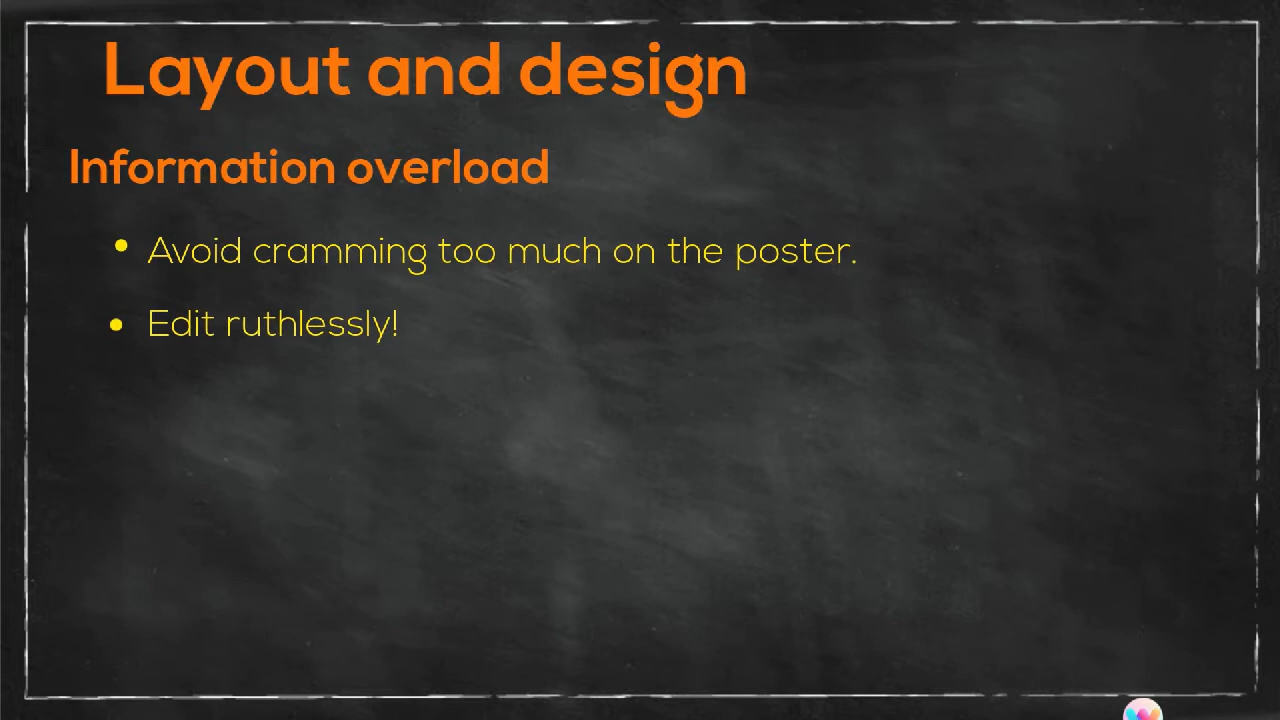 Layout and design
Information overload
• Avoid cramming too much on the poster.
• Edit ruthlessly!